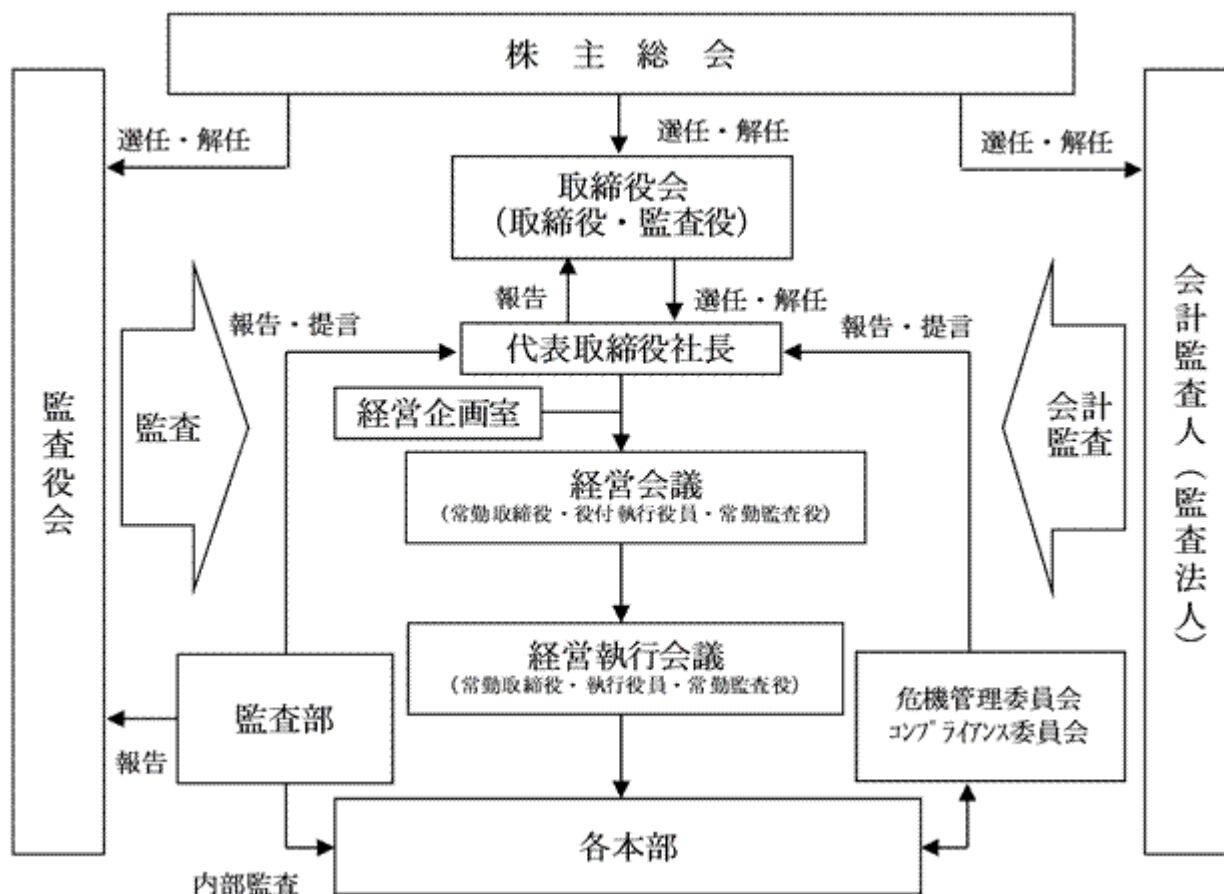 株主総会
選任・解任
選任・解任
選任・解任
取締役会
(取締役・監査役)
報告
選任・解任
報告・提言
代表取締役社長
報告・提言
監査役会
監査
経営企画室
会計
監査
会計監査人(監査法人)
経営会議
(常勤取締役・役付執行役員・常勤監査役)
経営執行会議
(常勤取締役・執行役員・常勤監査役)
監査部
危機管理委員会
コンプライアンス委員会
報告
各本部
内部監査